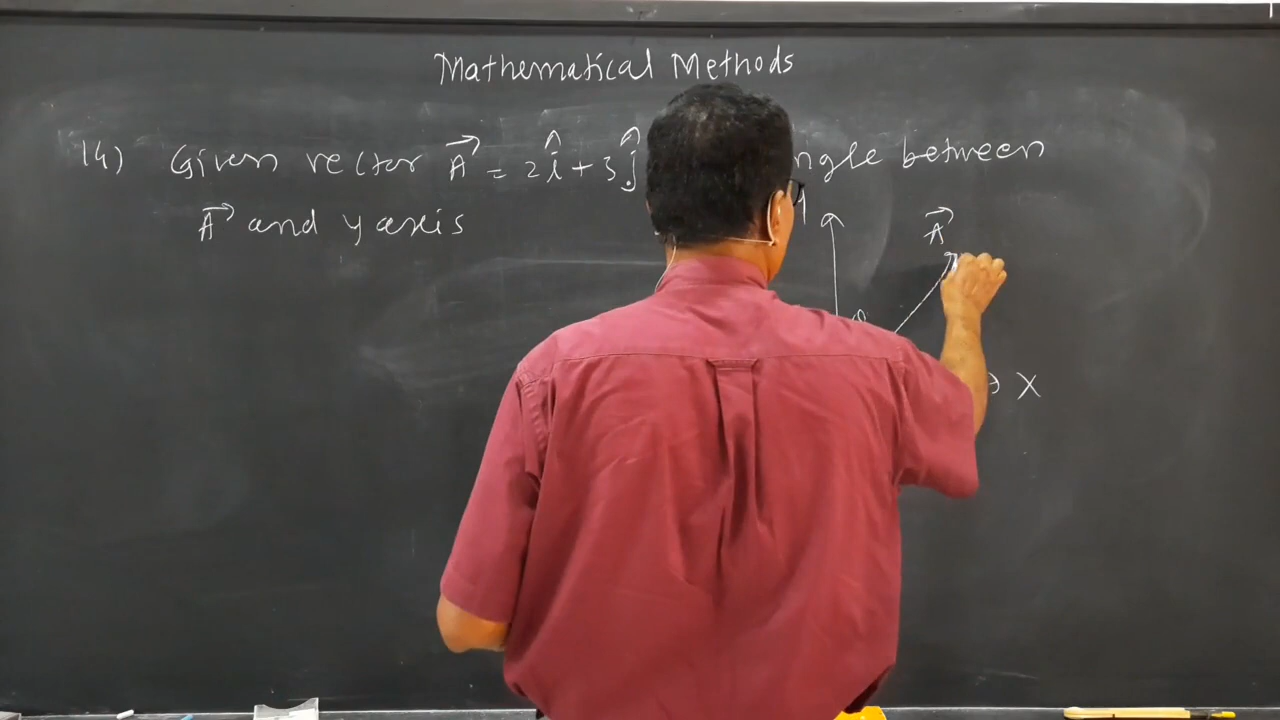 Mathematical Methods
14) Given vector A⃗ = 2î + 3ĵ ngle between
A⃗ and y axis
A⃗
X